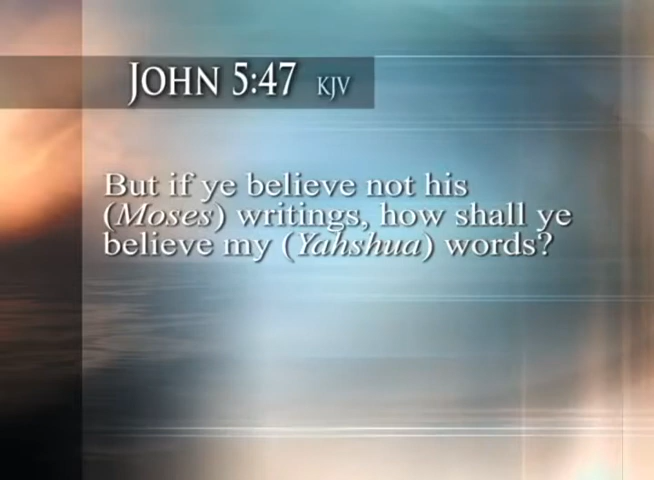 JOHN 5:47 KJV
But if ye believe not his
(Moses) writings, how shall ye
believe my (Yahshua) words?